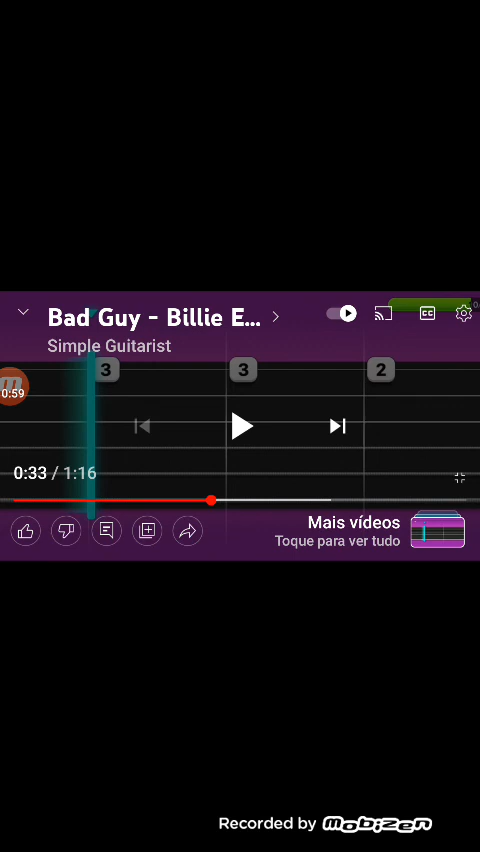 Bad Guy - Billie E...
Simple Guitarist
CC
3 3 2
0:59
0:33 / 1:16
Mais vídeos
Toque para ver tudo
Recorded by Mobizen